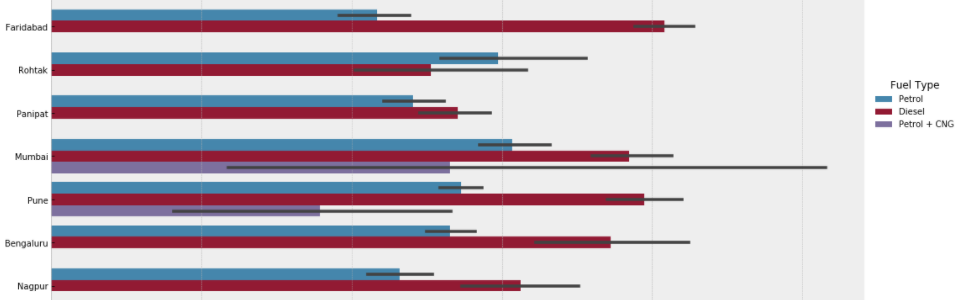 Faridabad
Rohtak
Panipat
Mumbai
Pune
Bengaluru
Nagpur
Fuel Type
Petrol
Diesel
Petrol + CNG